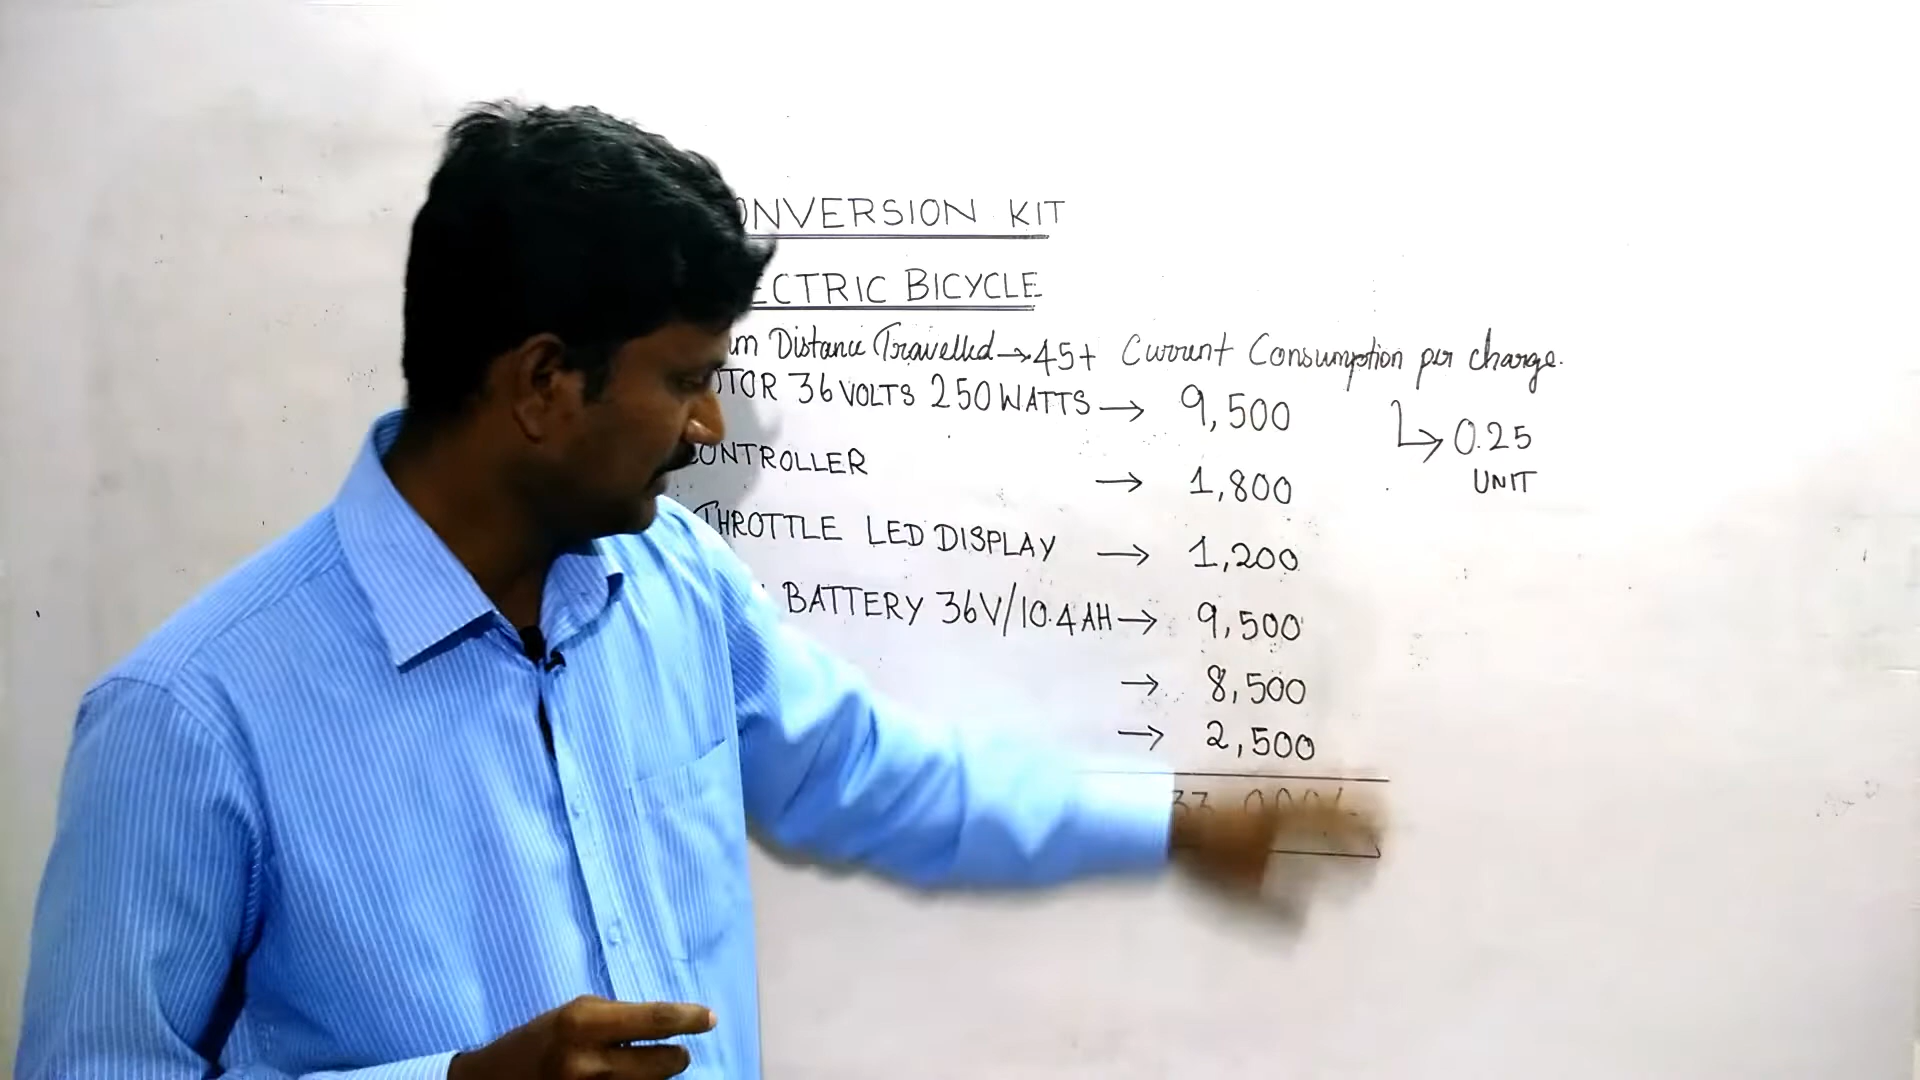 ONVERSION KIT
ECTRIC BICYCLE
um Distance Travelled → 45+ Current Consumption per charge.
OTOR 36 VOLTS 250 WATTS → 9,500
↳ 0.25
UNIT
ONTROLLER → 1,800
THROTTLE LED DISPLAY → 1,200
BATTERY 36V/10.4AH → 9,500
→ 8,500
→ 2,500